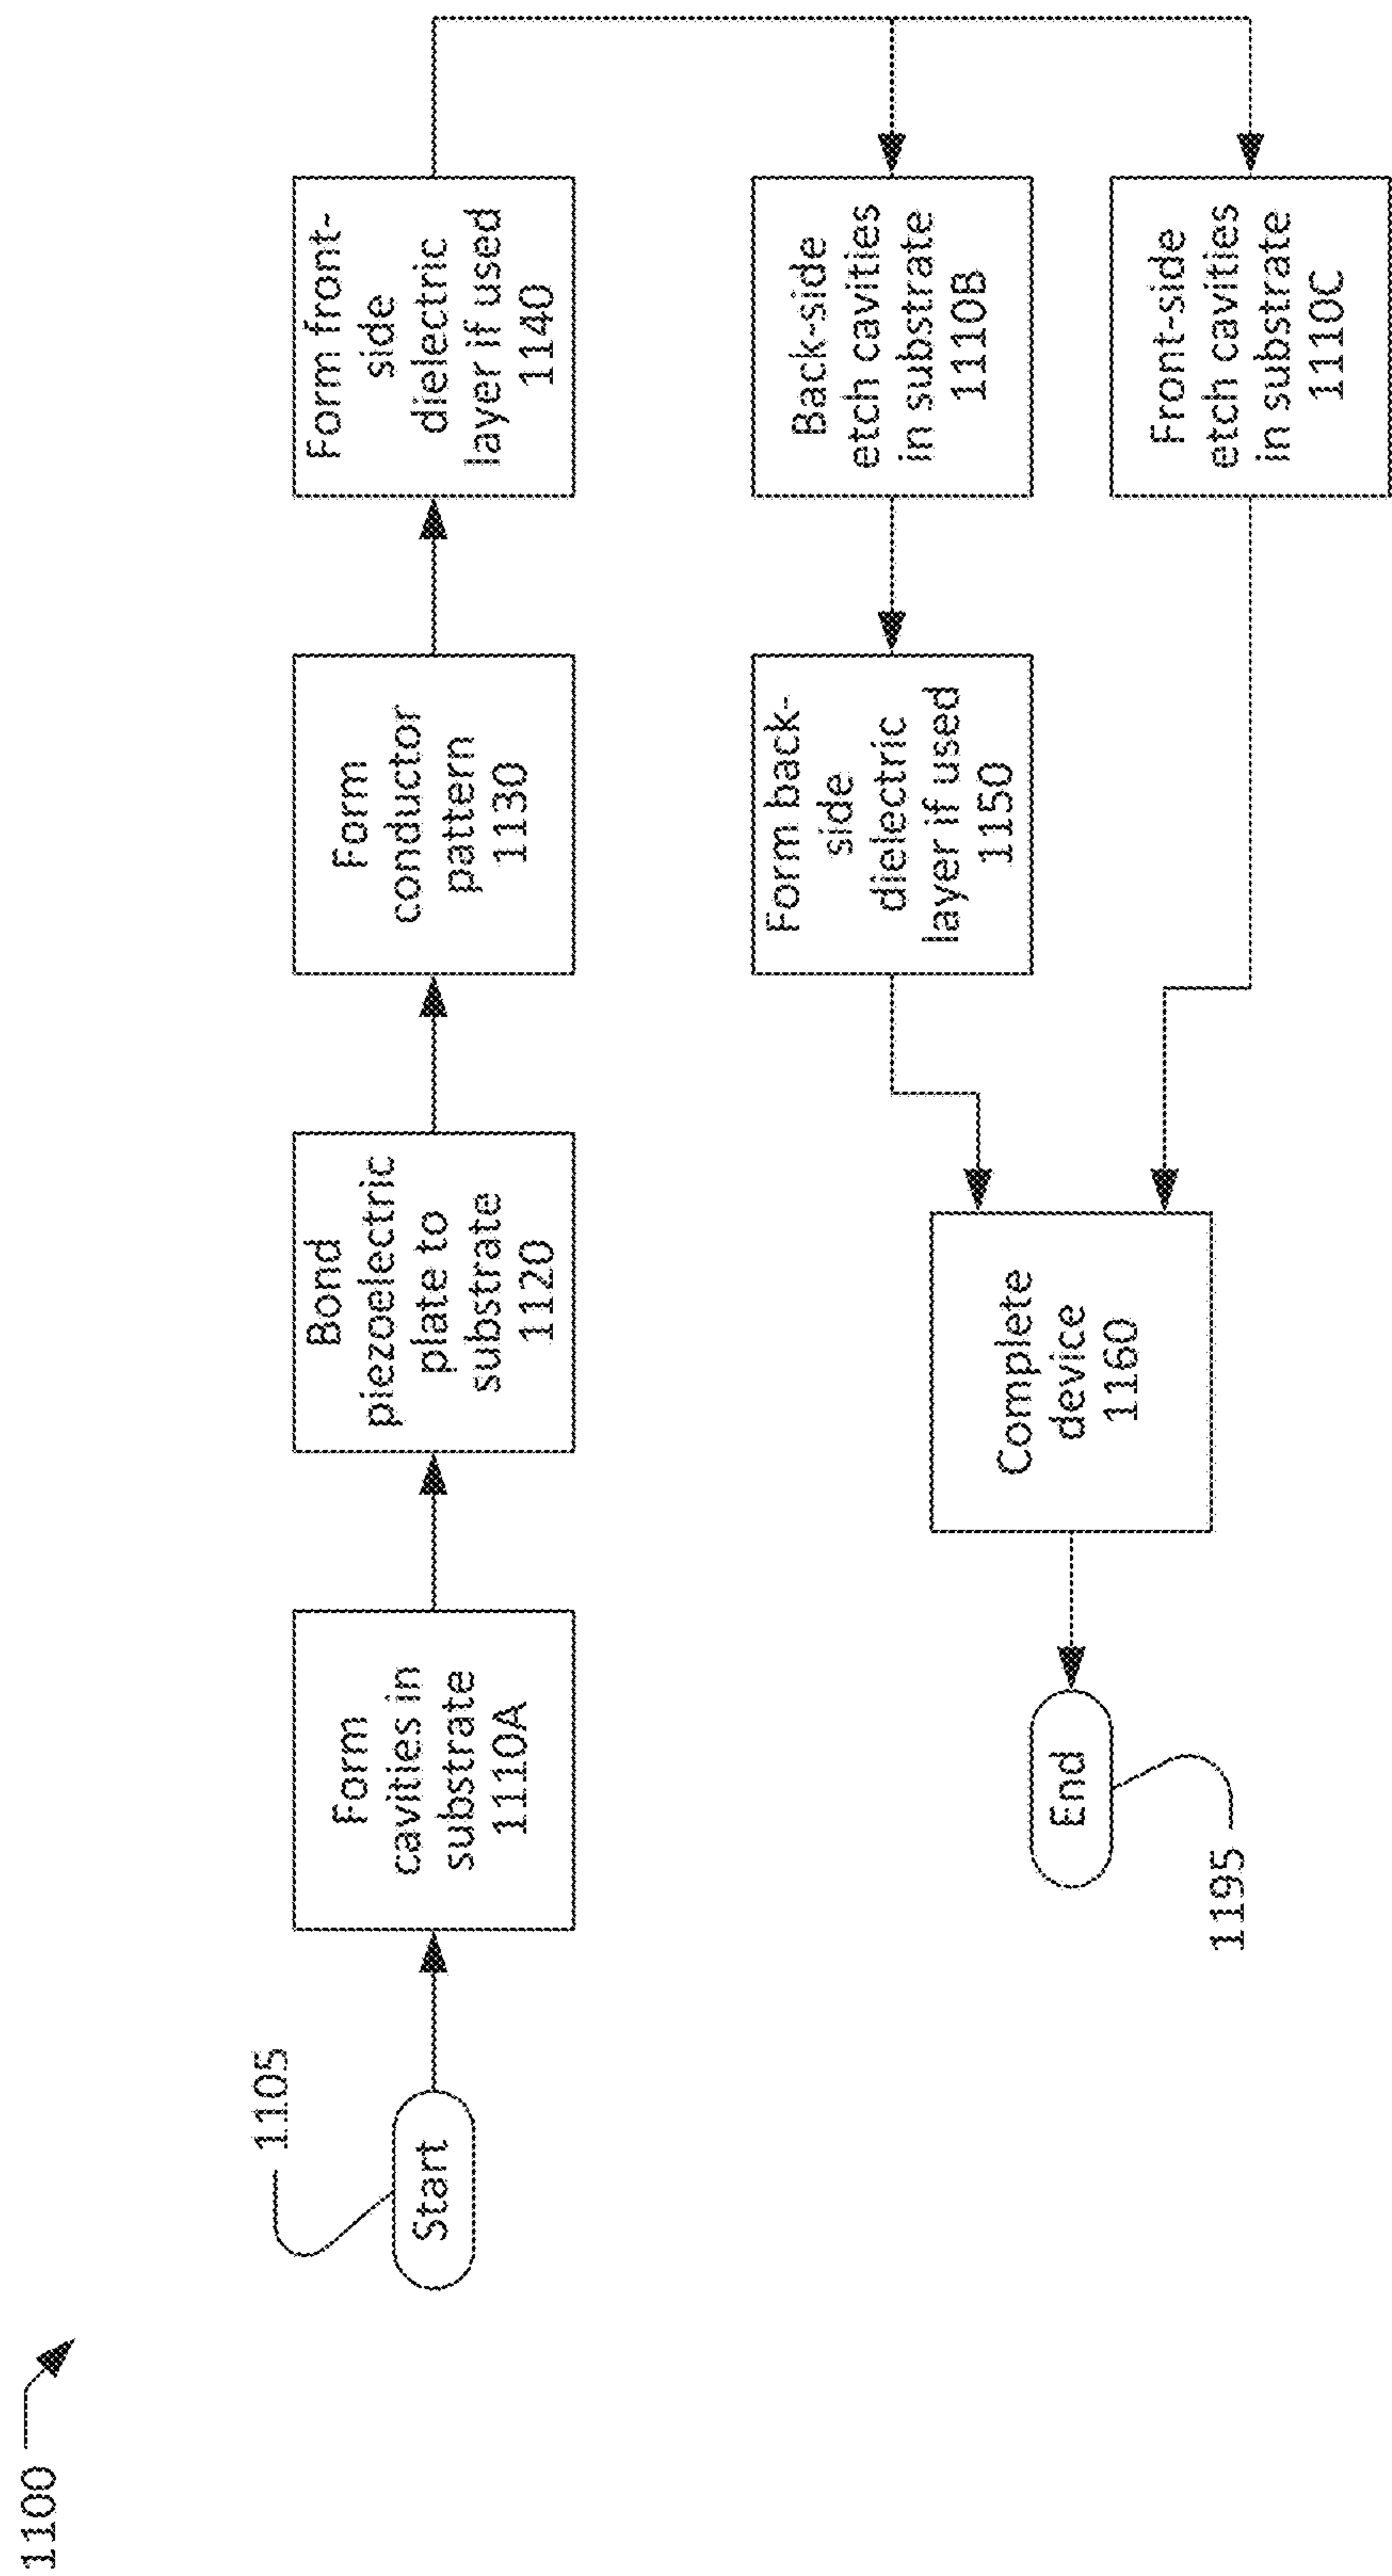 1100
1105
Start
Form
cavities in
substrate
1110A
Bond
piezoelectric
plate to
substrate
1120
Form
conductor
pattern
1130
Form front-
side
dielectric
layer if used
1140
Back-side
etch cavities
in substrate
1110B
Form back-
side
dielectric
layer if used
1150
Front-side
etch cavities
in substrate
1110C
Complete
device
1160
End
1195